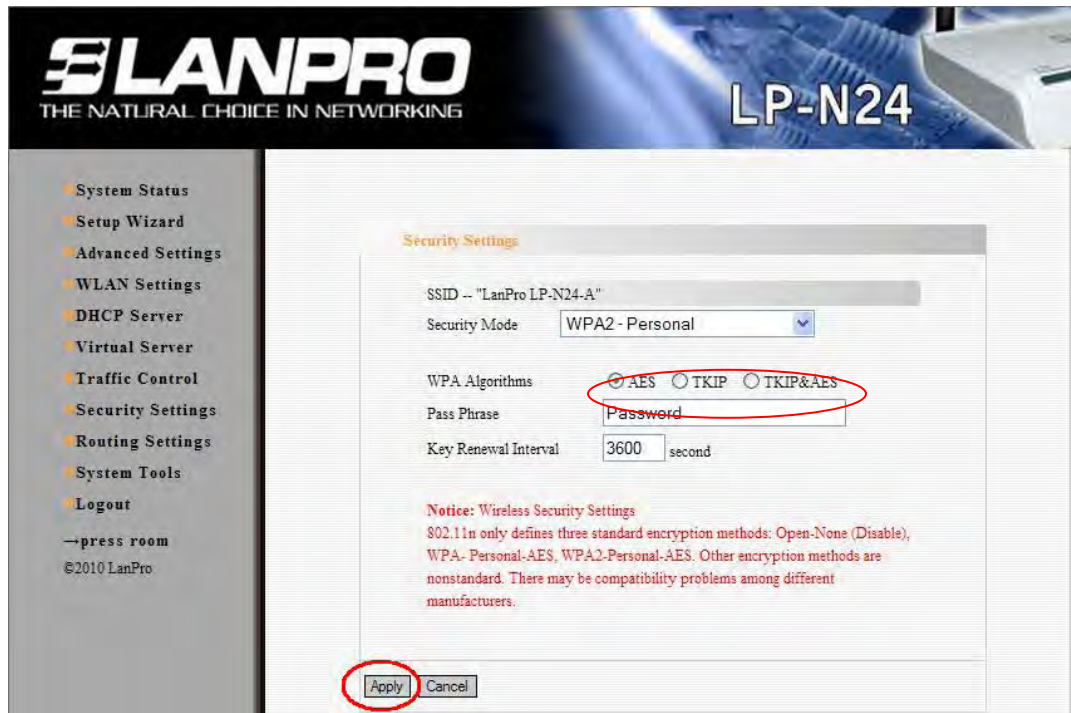 LANPRO
THE NATURAL CHOICE IN NETWORKING
LP-N24
System Status
Setup Wizard
Advanced Settings
WLAN Settings
DHCP Server
Virtual Server
Traffic Control
Security Settings
Routing Settings
System Tools
Logout
→press room
©2010 LanPro
Security Settings
SSID -- "LanPro LP-N24-A"
Security Mode WPA2 - Personal
WPA Algorithms AES TKIP TKIP&AES
Pass Phrase Password
Key Renewal Interval 3600 second
Notice: Wireless Security Settings
802.11n only defines three standard encryption methods: Open-None (Disable),
WPA- Personal-AES, WPA2-Personal-AES. Other encryption methods are
nonstandard. There may be compatibility problems among different
manufacturers.
Apply Cancel